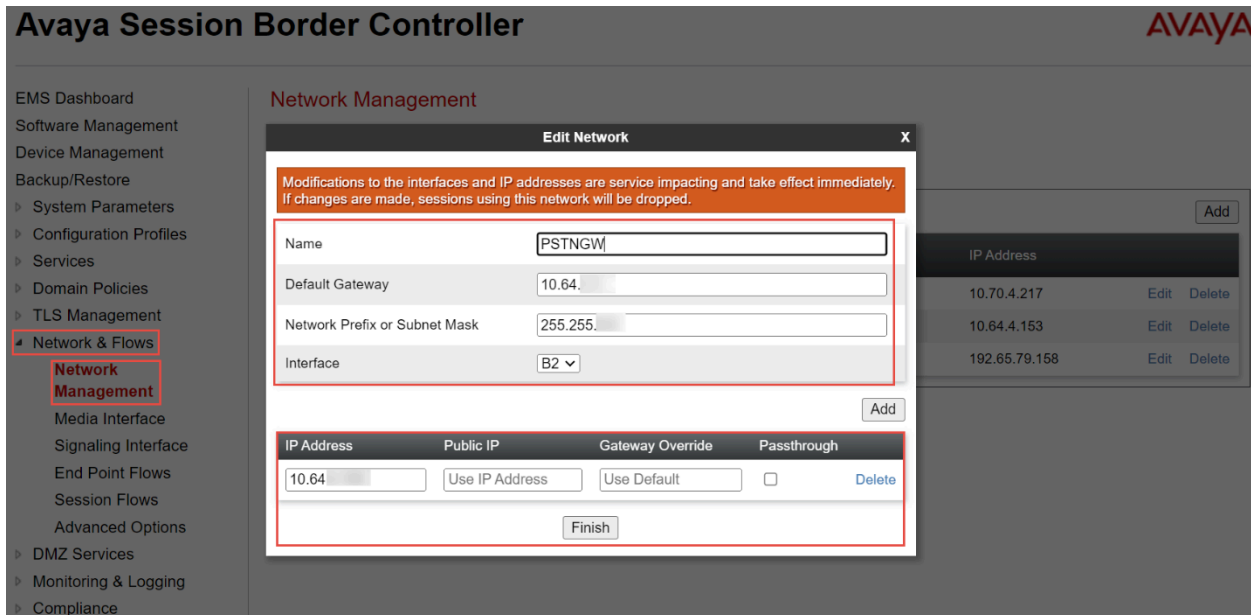 Avaya Session Border Controller
AVAYA
EMS Dashboard
Software Management
Device Management
Backup/Restore
System Parameters
Configuration Profiles
Services
Domain Policies
TLS Management
Network & Flows
Network
Management
Media Interface
Signaling Interface
End Point Flows
Session Flows
Advanced Options
DMZ Services
Monitoring & Logging
Compliance
Network Management
Edit Network X
Modifications to the interfaces and IP addresses are service impacting and take effect immediately.
If changes are made, sessions using this network will be dropped.
Name PSTNGW
Default Gateway 10.64.
Network Prefix or Subnet Mask 255.255.
Interface B2
Add
IP Address Public IP Gateway Override Passthrough
10.64 Use IP Address Use Default Delete
Finish
Add
IP Address
10.70.4.217 Edit Delete
10.64.4.153 Edit Delete
192.65.79.158 Edit Delete